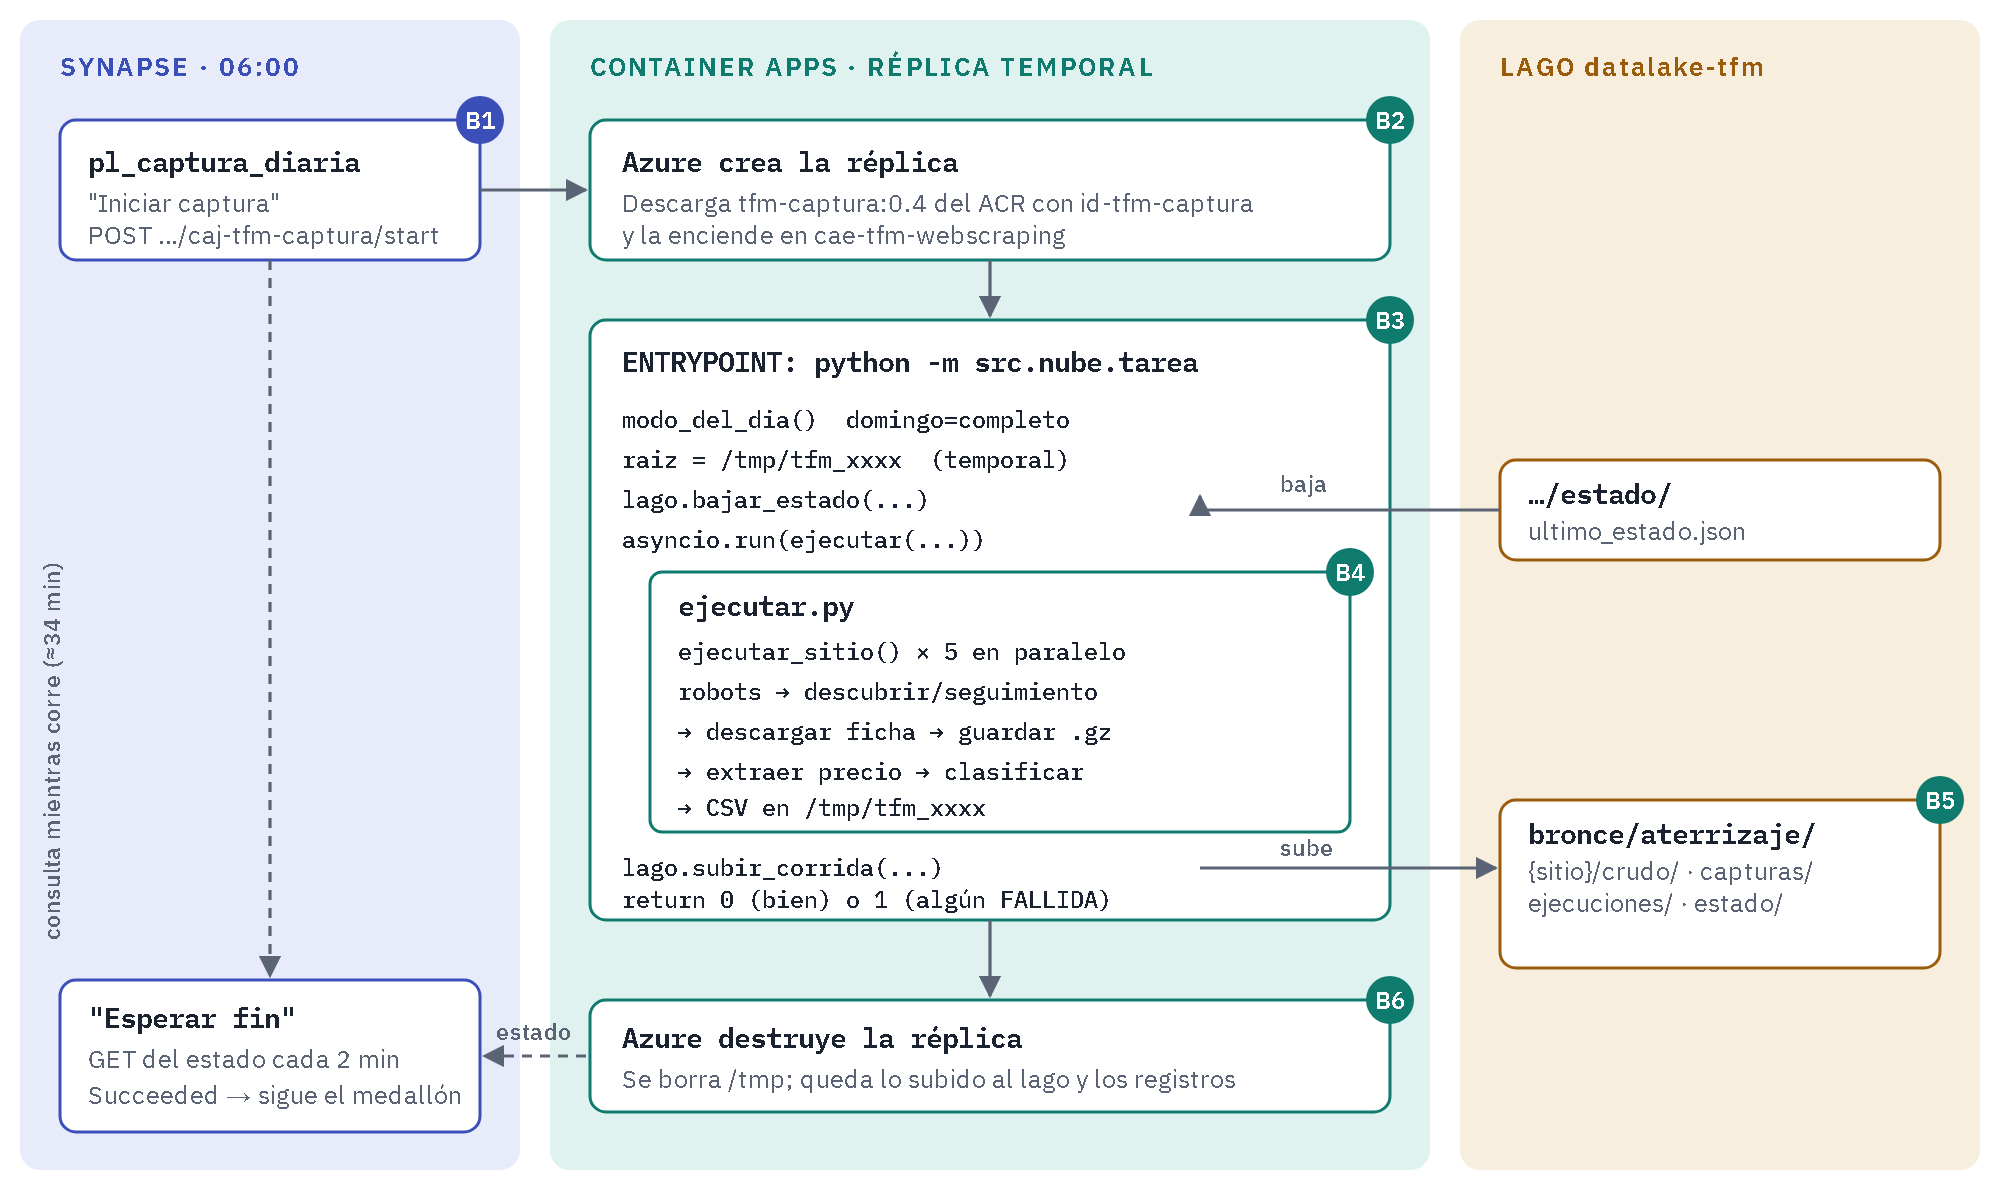 SYNAPSE · 06:00
B1
pl_captura_diaria
"Iniciar captura"
POST .../caj-tfm-captura/start
consulta mientras corre (≈34 min)
"Esperar fin"
GET del estado cada 2 min
Succeeded → sigue el medallón
estado
CONTAINER APPS · RÉPLICA TEMPORAL
B2
Azure crea la réplica
Descarga tfm-captura:0.4 del ACR con id-tfm-captura
y la enciende en cae-tfm-webscraping
B3
ENTRYPOINT: python -m src.nube.tarea
modo_del_dia()  domingo=completo
raiz = /tmp/tfm_xxxx  (temporal)
lago.bajar_estado(...)
asyncio.run(ejecutar(...))
baja
B4
ejecutar.py
ejecutar_sitio() × 5 en paralelo
robots → descubrir/seguimiento
→ descargar ficha → guardar .gz
→ extraer precio → clasificar
→ CSV en /tmp/tfm_xxxx
sube
lago.subir_corrida(...)
return 0 (bien) o 1 (algún FALLIDA)
B6
Azure destruye la réplica
Se borra /tmp; queda lo subido al lago y los registros
LAGO datalake-tfm
…/estado/
ultimo_estado.json
B5
bronce/aterrizaje/
{sitio}/crudo/ · capturas/
ejecuciones/ · estado/